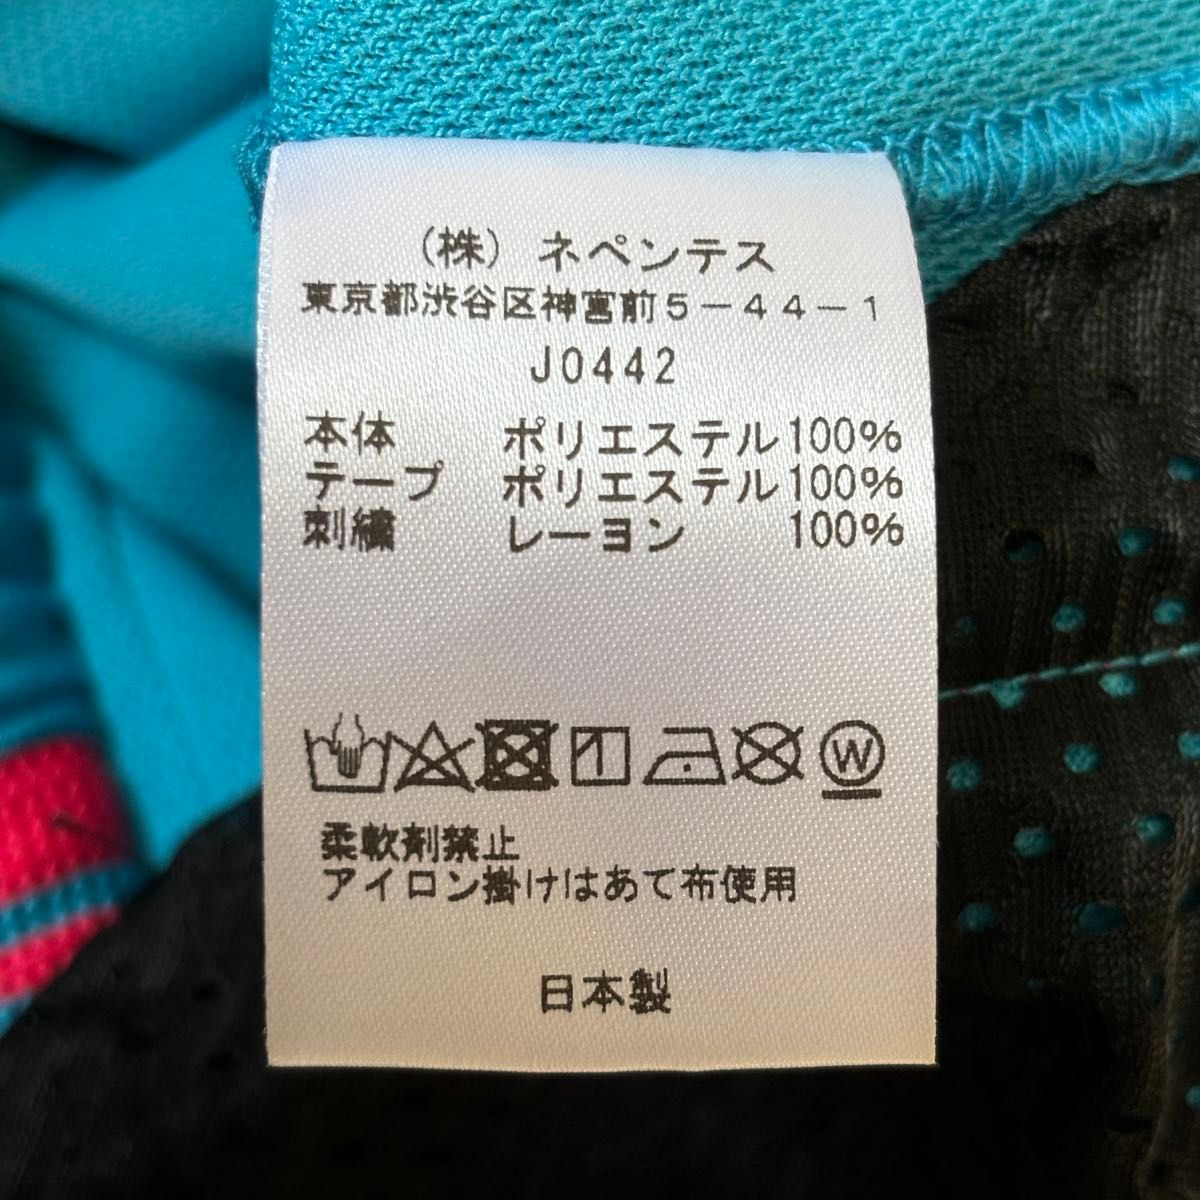 (株) ネペンテス
東京都渋谷区神宮前5-44-1
J0442
本体 ポリエステル100%
テープ ポリエステル100%
刺繍 レーヨン 100%
W
柔軟剤禁止
アイロン掛けはあて布使用
日本製